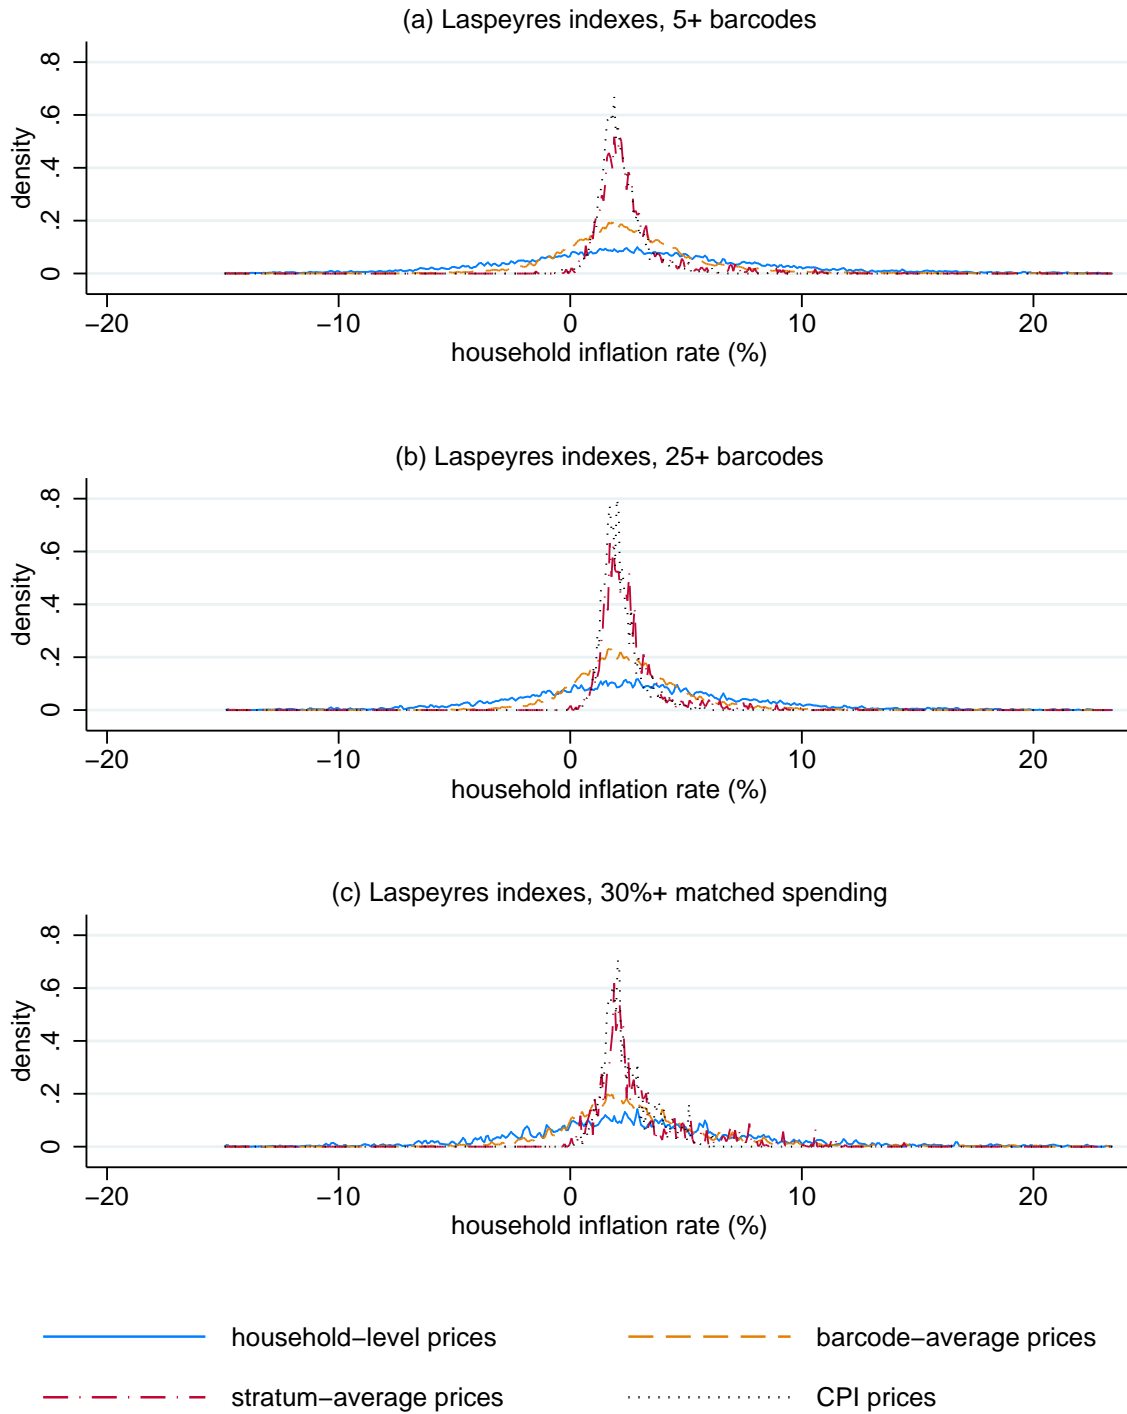 (a) Laspeyres indexes, 5+ barcodes
.8
.6
.4
.2
0
density
−20 −10 0 10 20
household inflation rate (%)
(b) Laspeyres indexes, 25+ barcodes
.8
.6
.4
.2
0
density
−20 −10 0 10 20
household inflation rate (%)
(c) Laspeyres indexes, 30%+ matched spending
.8
.6
.4
.2
0
density
−20 −10 0 10 20
household inflation rate (%)
household−level prices barcode−average prices
stratum−average prices CPI prices